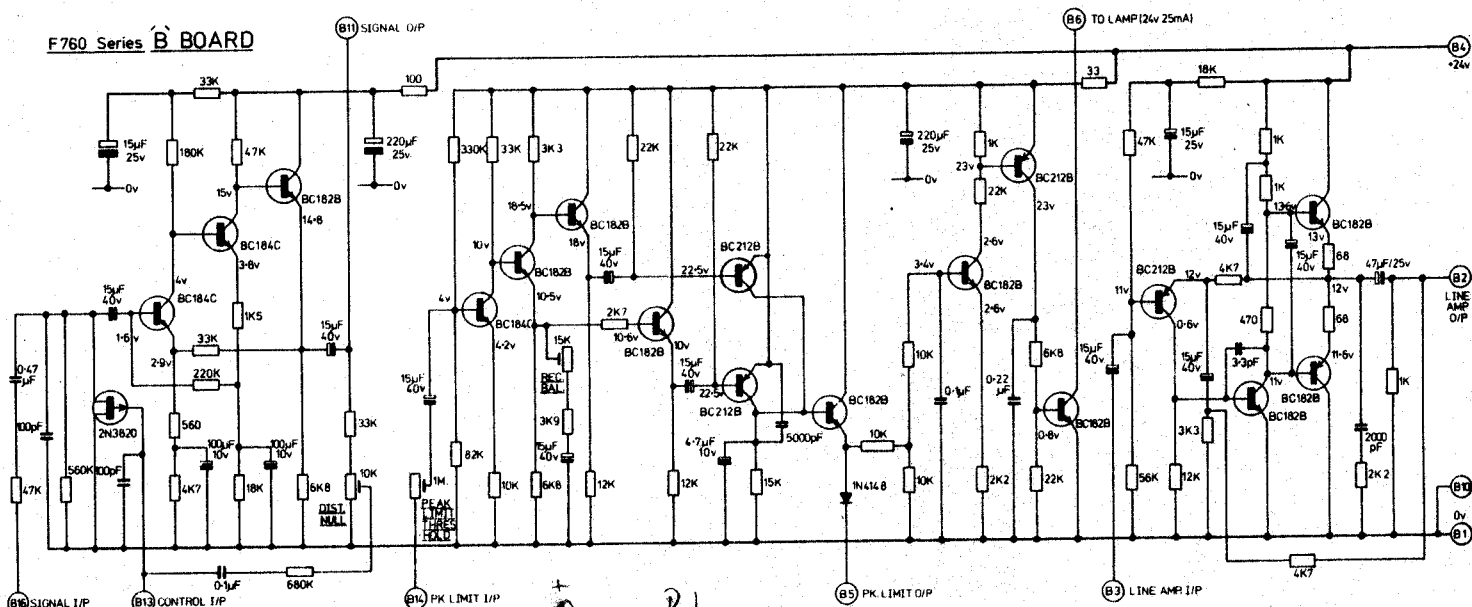 F760 Series 'B' BOARD
B11 SIGNAL O/P
B6 TO LAMP (24v 25mA)
B4
+24v
100
33
33K
18K
15µF
25v
0v
180K
47K
15v
BC182B
14·8
220µF
25v
0v
BC184C
3·8v
4v
15µF
40v
BC184C
1·6v
2·9v
33K
220K
1K5
15µF
40v
0·47
µF
100pF
47K
560K
2N3820
100pF
560
100µF
10v
100µF
10v
4K7
18K
6K8
33K
10K
DIST.
NULL
0·1µF
680K
B16 SIGNAL I/P
B13 CONTROL I/P
330K
33K
3K3
18·5v
BC182B
18v
10v
BC182B
10·5v
4v
BC184C
4·2v
15µF
40v
1M
PEAK
LIMIT
THRES
HOLD
82K
10K
6K8
15K
REC.
BAL.
3K9
15µF
40v
12K
15µF
40v
22K
22K
BC212B
22·5v
2K7
10·6v
BC182B
10v
15µF
40v
22·5v
BC212B
12K
4·7µF
10v
5000pF
15K
BC182B
1N4148
B14 PK LIMIT I/P
B5 PK. LIMIT O/P
220µF
25v
0v
1K
23v
BC212B
22K
23v
2·6v
3·4v
BC182B
2·6v
10K
10K
10K
0·1µF
0·22
µF
2K2
6K8
BC182B
0·8v
22K
47K
15µF
25v
0v
11v
BC212B
12v
0·6v
15µF
40v
56K
12K
B3 LINE AMP. I/P
1K
1K
13·6v
BC182B
13v
15µF
40v
15µF
40v
68
4K7
12v
47µF/25v
B2
LINE
AMP
O/P
470
68
3·3pF
11v
11·6v
BC182B
BC182B
15µF
40v
3K3
1K
2000
pF
2K2
4K7
B10
0v
B1